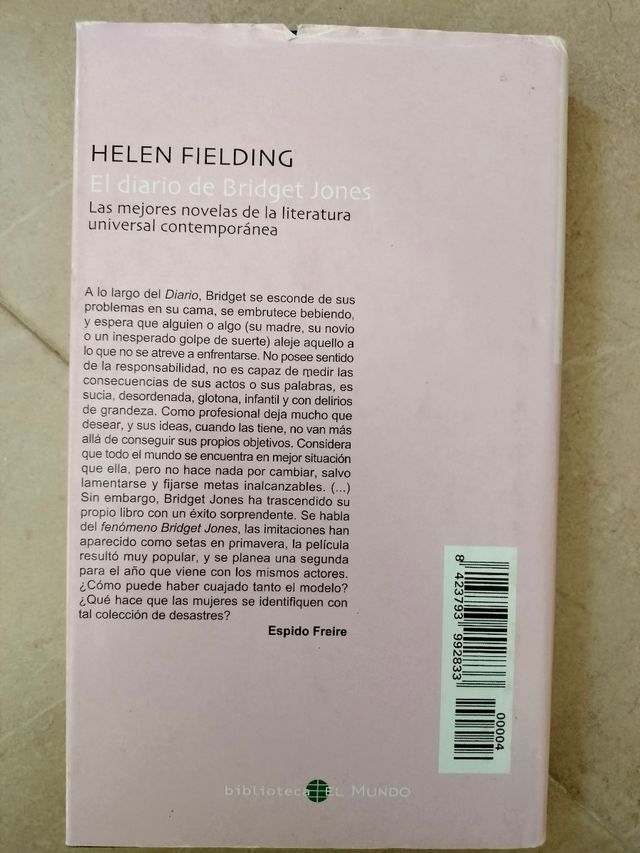 HELEN FIELDING
El diario de Bridget Jones
Las mejores novelas de la literatura
universal contemporánea
A lo largo del Diario, Bridget se esconde de sus
problemas en su cama, se embrutece bebiendo,
y espera que alguien o algo (su madre, su novio
o un inesperado golpe de suerte) aleje aquello a
lo que no se atreve a enfrentarse. No posee sentido
de la responsabilidad, no es capaz de medir las
consecuencias de sus actos o sus palabras, es
sucia, desordenada, glotona, infantil y con delirios
de grandeza. Como profesional deja mucho que
desear, y sus ideas, cuando las tiene, no van más
allá de conseguir sus propios objetivos. Considera
que todo el mundo se encuentra en mejor situación
que ella, pero no hace nada por cambiar, salvo
lamentarse y fijarse metas inalcanzables. (...)
Sin embargo, Bridget Jones ha trascendido su
propio libro con un éxito sorprendente. Se habla
del fenómeno Bridget Jones, las imitaciones han
aparecido como setas en primavera, la película
resultó muy popular, y se planea una segunda
para el año que viene con los mismos actores.
¿Cómo puede haber cuajado tanto el modelo?
¿Qué hace que las mujeres se identifiquen con
tal colección de desastres?
Espido Freire
8 423793 992833
00004
biblioteca EL MUNDO